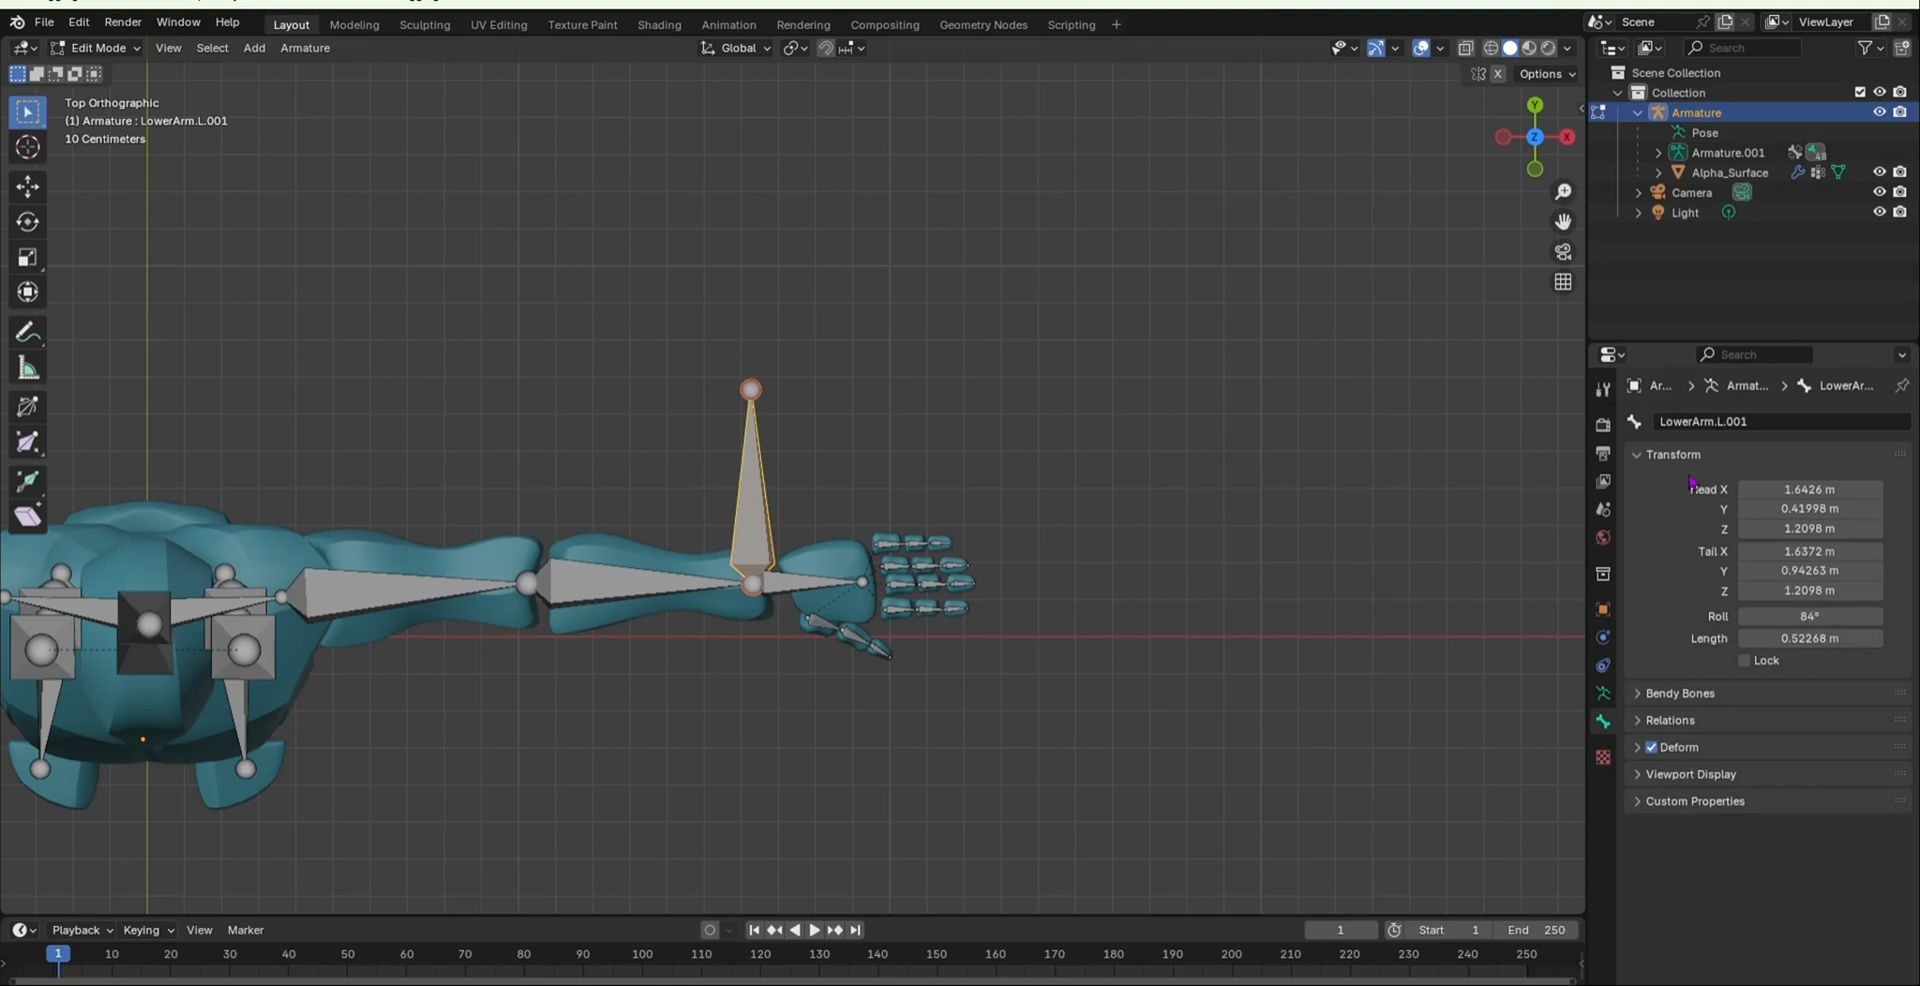 File Edit Render Window Help Layout Modeling Sculpting UV Editing Texture Paint Shading Animation Rendering Compositing Geometry Nodes Scripting + Scene ViewLayer
Edit Mode View Select Add Armature Global Search
X Options
Top Orthographic
(1) Armature : LowerArm.L.001
10 Centimeters
Y
Z
X
Scene Collection
Collection
Armature
Pose
Armature.001 48
Alpha_Surface
Camera
Light
Search
Ar... Armat... LowerAr...
LowerArm.L.001
Transform
Head X 1.6426 m
Y 0.41998 m
Z 1.2098 m
Tail X 1.6372 m
Y 0.94263 m
Z 1.2098 m
Roll 84°
Length 0.52268 m
Lock
Bendy Bones
Relations
Deform
Viewport Display
Custom Properties
Playback Keying View Marker 1 Start 1 End 250
1 10 20 30 40 50 60 70 80 90 100 110 120 130 140 150 160 170 180 190 200 210 220 230 240 250